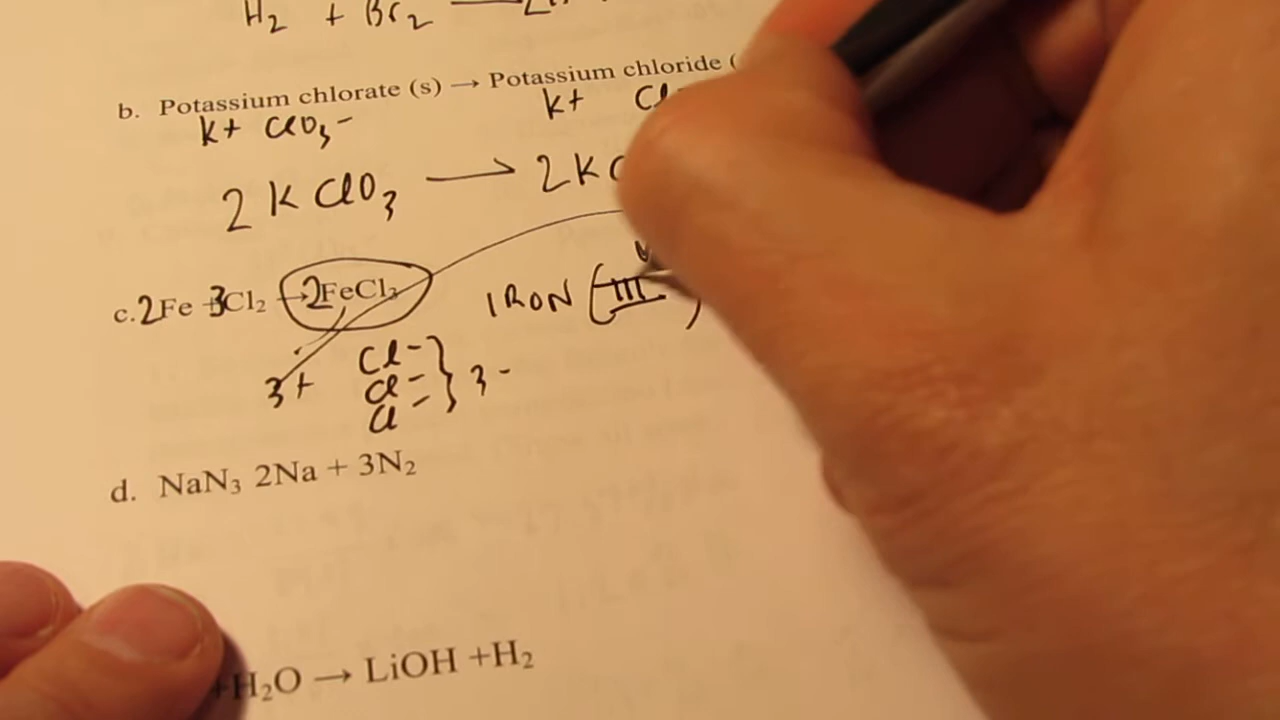 H₂ + Br₂
b. Potassium chlorate (s) → Potassium chloride (
K+ ClO₃- K+ Cl
2 KClO₃ → 2 K
c. 2Fe + 3Cl₂ → 2FeCl₃ IRON (III
3+ Cl- } 3-
Cl-
Cl-
d. NaN₃ 2Na + 3N₂
+H₂O → LiOH +H₂